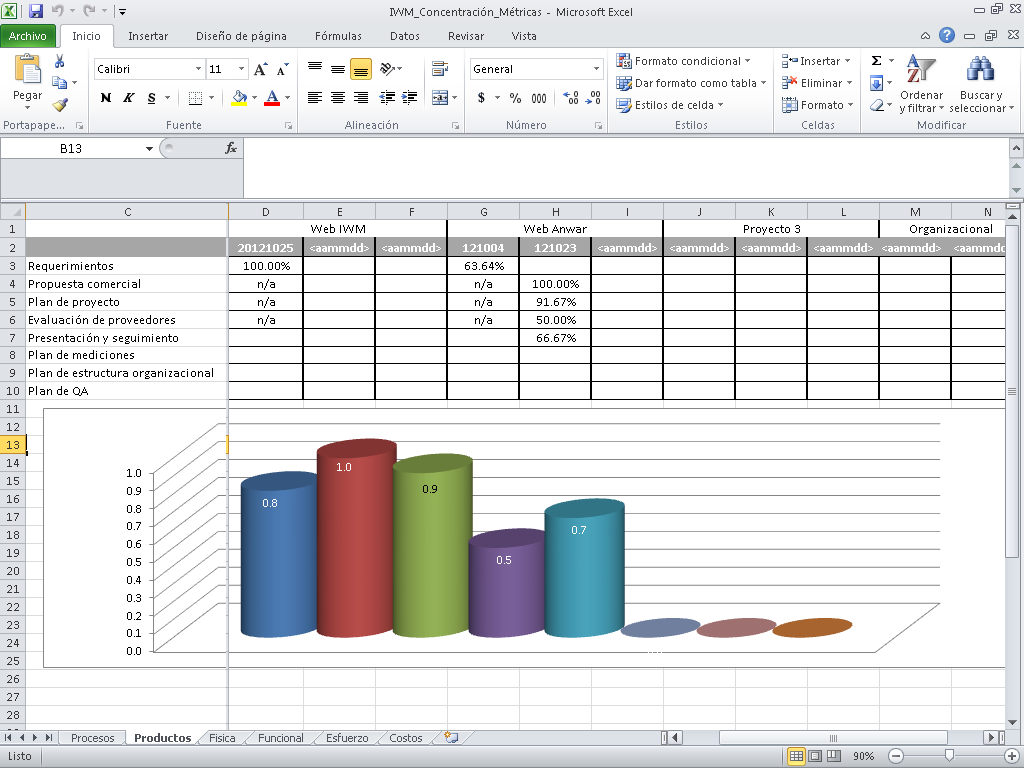 IWM_Concentración_Métricas - Microsoft Excel
Archivo Inicio Insertar Diseño de página Fórmulas Datos Revisar Vista
Pegar
Calibri 11
N K S
General
$ % 000
Formato condicional
Dar formato como tabla
Estilos de celda
Insertar
Eliminar
Formato
Σ
Ordenar y filtrar
Buscar y seleccionar
Portapape... Fuente Alineación Número Estilos Celdas Modificar
B13 fx
C D E F G H I J K L M N
1 Web IWM Web Anwar Proyecto 3 Organizacional
2 20121025 <aammdd> <aammdd> 121004 121023 <aammdd> <aammdd> <aammdd> <aammdd> <aammdd> <aammdd
3 Requerimientos 100.00% 63.64%
4 Propuesta comercial n/a n/a 100.00%
5 Plan de proyecto n/a n/a 91.67%
6 Evaluación de proveedores n/a n/a 50.00%
7 Presentación y seguimiento 66.67%
8 Plan de mediciones
9 Plan de estructura organizacional
10 Plan de QA
11
12
13
14
15
16
17
18
19
20
21
22
23
24
25
26
27
28
1.0
0.9
0.8
0.7
0.6
0.5
0.4
0.3
0.2
0.1
0.0
0.8 1.0 0.9 0.5 0.7
Procesos Productos Fisica Funcional Esfuerzo Costos
Listo 90%